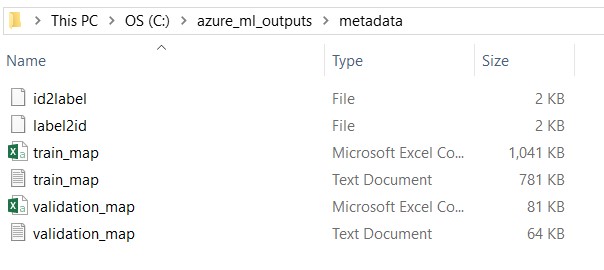 This PC > OS (C:) > azure_ml_outputs > metadata
Name Type Size
id2label File 2 KB
label2id File 2 KB
train_map Microsoft Excel Co... 1,041 KB
train_map Text Document 781 KB
validation_map Microsoft Excel Co... 81 KB
validation_map Text Document 64 KB